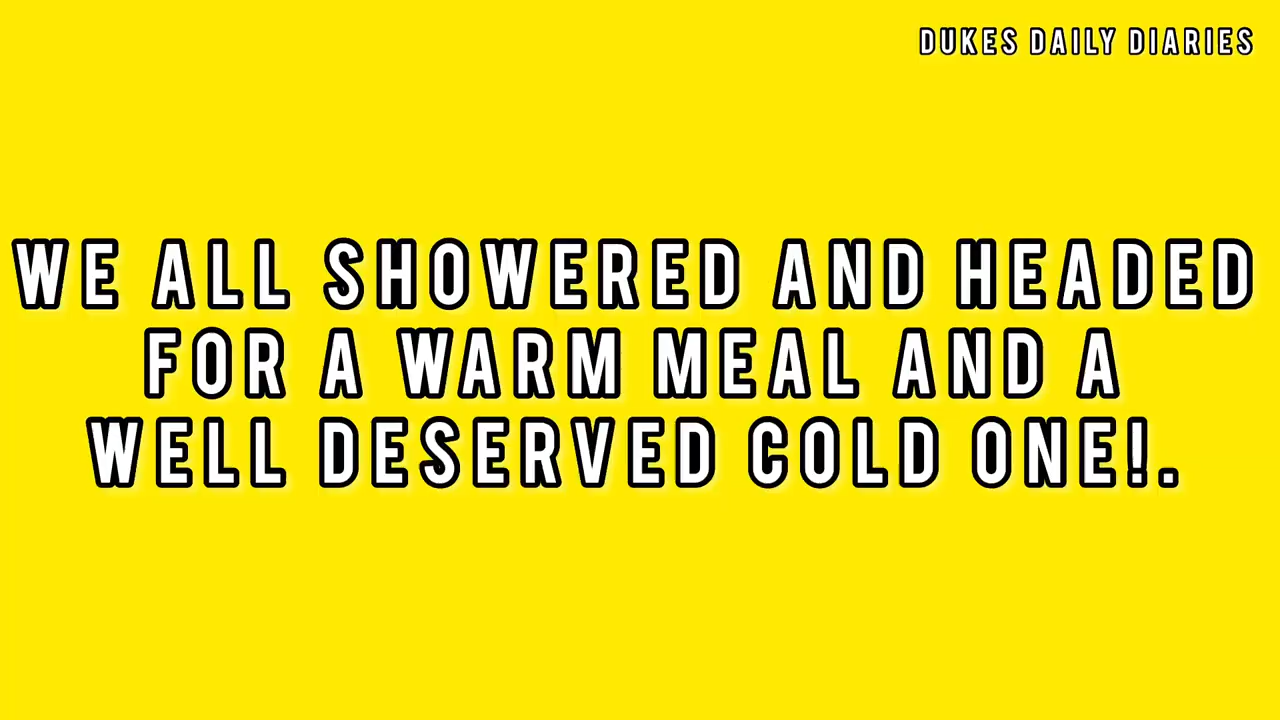 DUKES DAILY DIARIES
WE ALL SHOWERED AND HEADED
FOR A WARM MEAL AND A
WELL DESERVED COLD ONE!.